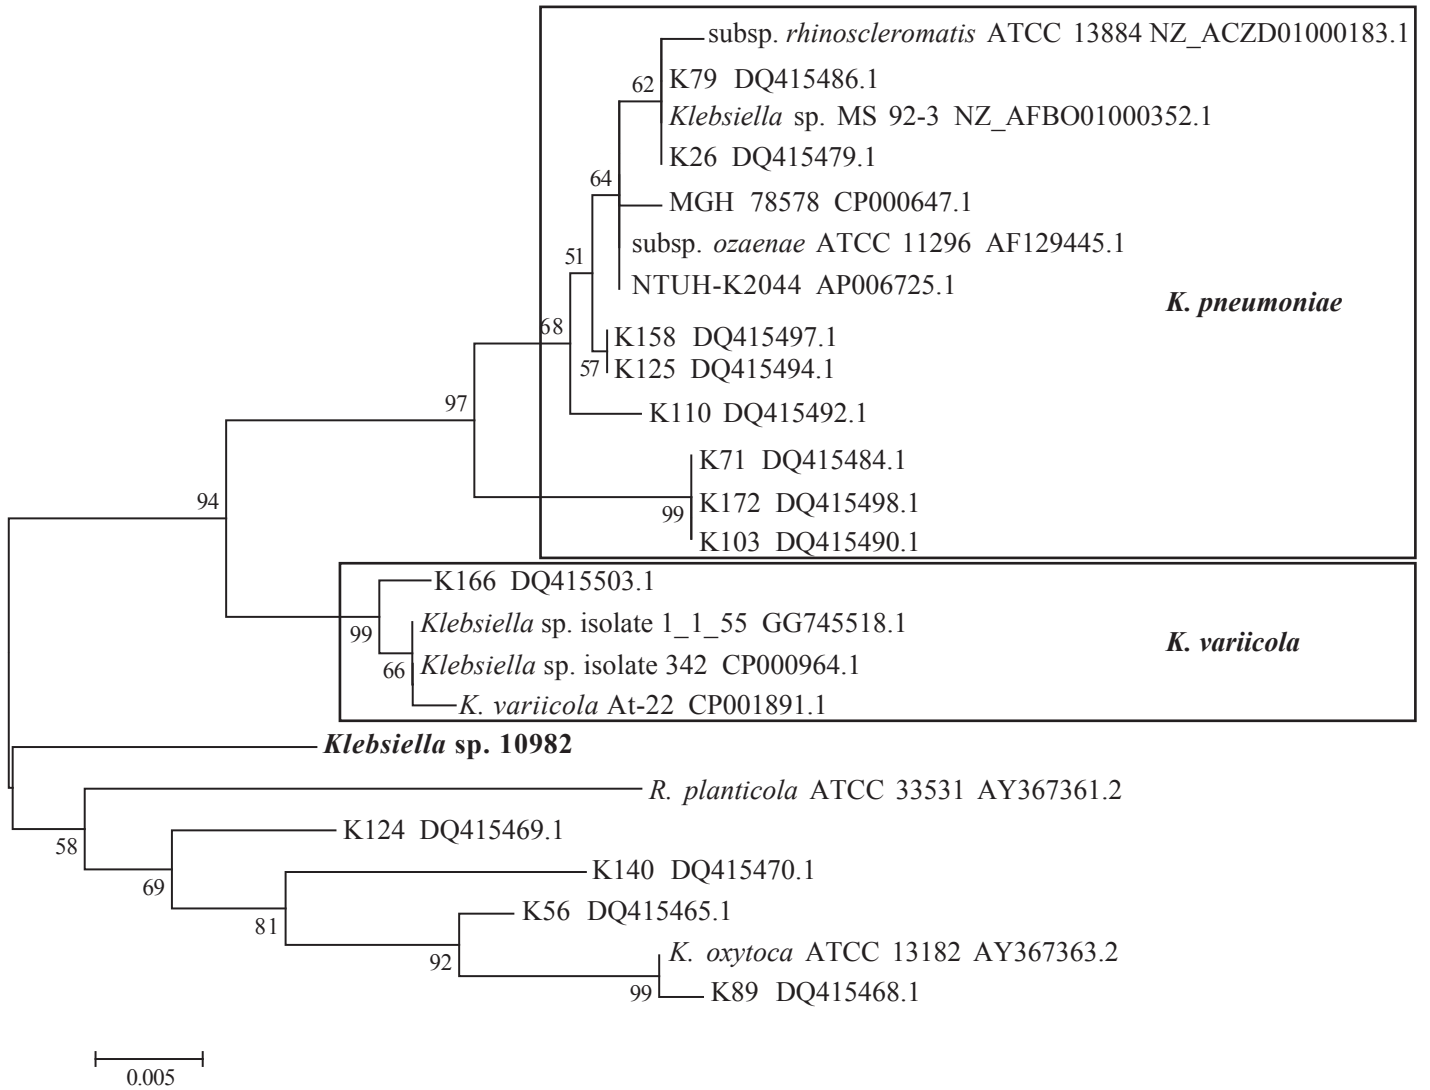 subsp. rhinoscleromatis ATCC 13884 NZ_ACZD01000183.1
62
K79 DQ415486.1
Klebsiella sp. MS 92-3 NZ_AFBO01000352.1
K26 DQ415479.1
64
MGH 78578 CP000647.1
subsp. ozaenae ATCC 11296 AF129445.1
51
NTUH-K2044 AP006725.1
K. pneumoniae
68
K158 DQ415497.1
57
K125 DQ415494.1
97
K110 DQ415492.1
K71 DQ415484.1
94
K172 DQ415498.1
99
K103 DQ415490.1
K166 DQ415503.1
99
Klebsiella sp. isolate 1_1_55 GG745518.1
K. variicola
66
Klebsiella sp. isolate 342 CP000964.1
K. variicola At-22 CP001891.1
Klebsiella sp. 10982
R. planticola ATCC 33531 AY367361.2
58
K124 DQ415469.1
69
K140 DQ415470.1
81
K56 DQ415465.1
92
K. oxytoca ATCC 13182 AY367363.2
99
K89 DQ415468.1
0.005